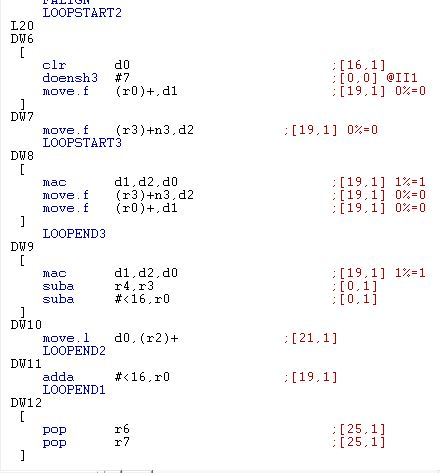 FALIGN
LOOPSTART2
L20
DW6
[
clr d0 ;[16,1]
doensh3 #7 ;[0,0] @II1
move.f (r0)+,d1 ;[19,1] 0%=0
]
DW7
move.f (r3)+n3,d2 ;[19,1] 0%=0
LOOPSTART3
DW8
[
mac d1,d2,d0 ;[19,1] 1%=1
move.f (r3)+n3,d2 ;[19,1] 0%=0
move.f (r0)+,d1 ;[19,1] 0%=0
]
LOOPEND3
DW9
[
mac d1,d2,d0 ;[19,1] 1%=1
suba r4,r3 ;[0,1]
suba #<16,r0 ;[0,1]
]
DW10
move.l d0,(r2)+ ;[21,1]
LOOPEND2
DW11
adda #<16,r0 ;[19,1]
LOOPEND1
DW12
[
pop r6 ;[25,1]
pop r7 ;[25,1]
]